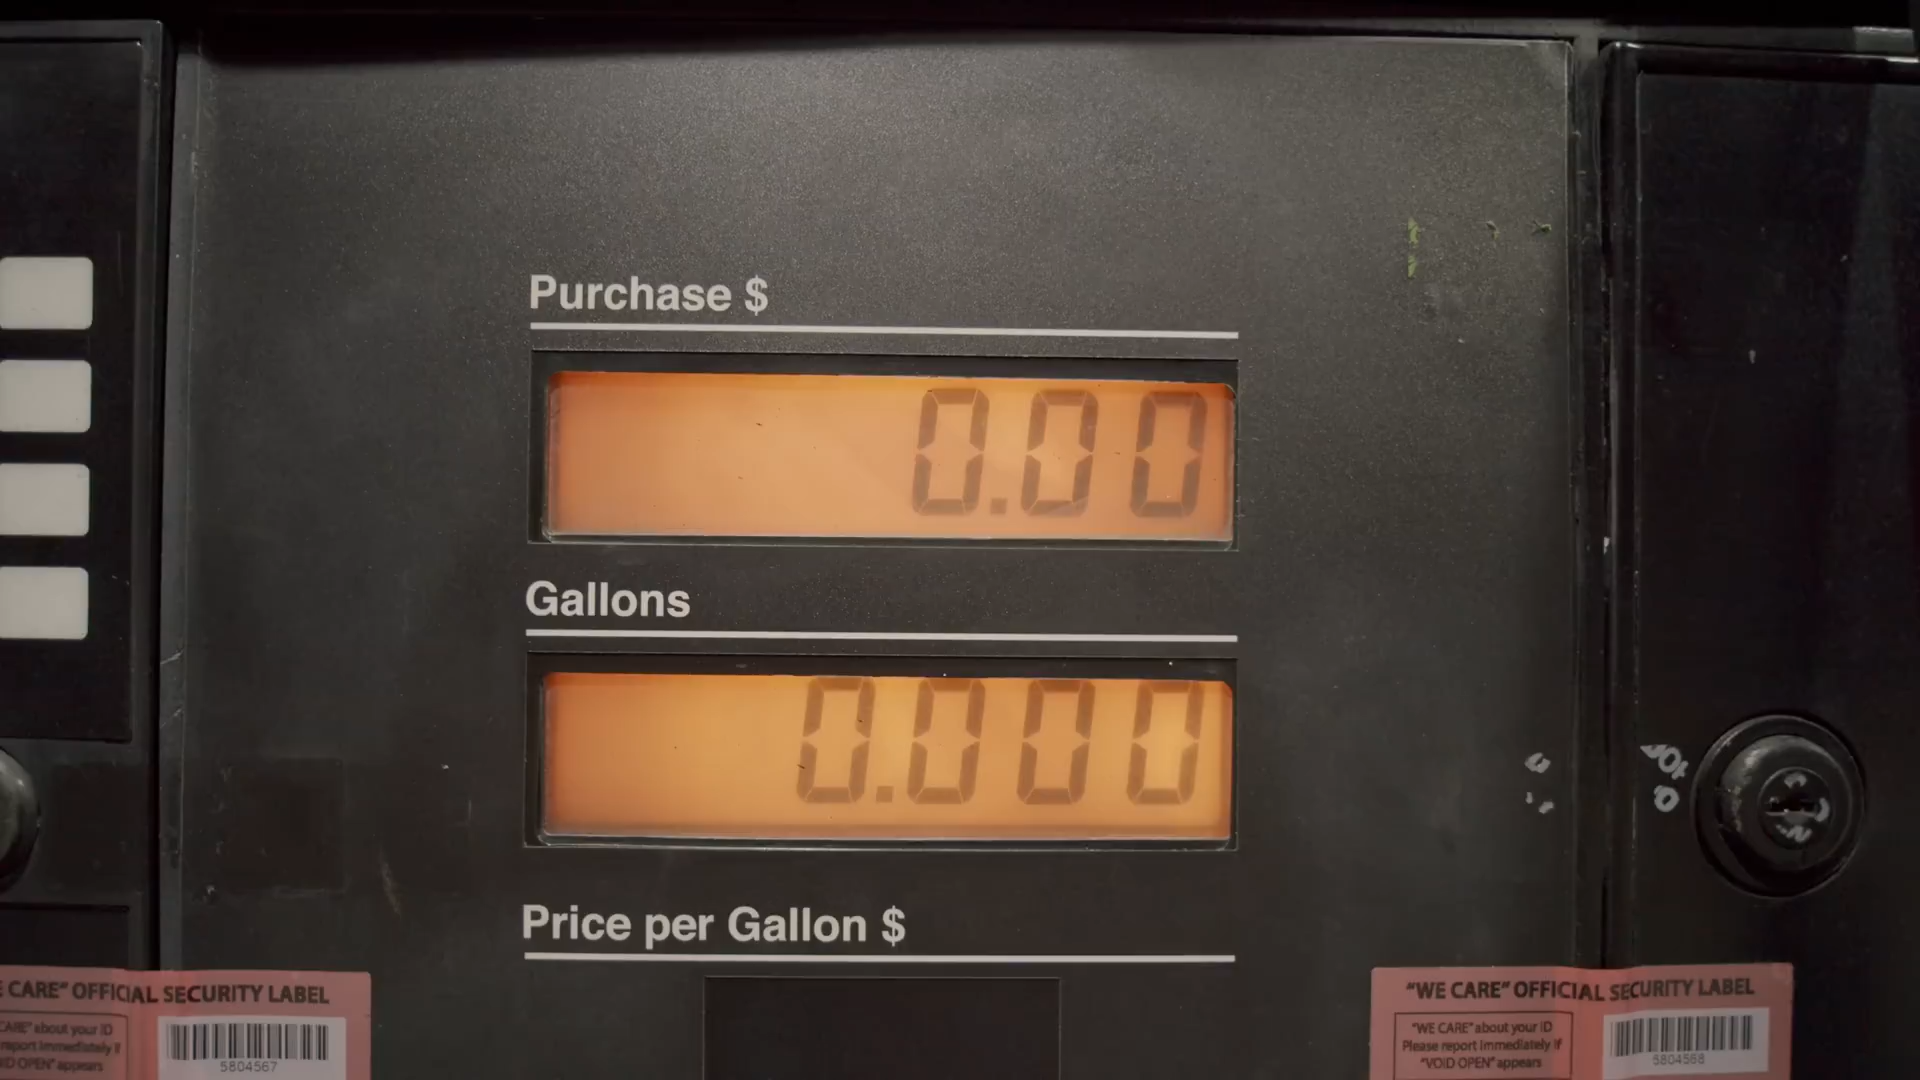 Purchase $
0.00
Gallons
0.000
Price per Gallon $
CARE" OFFICIAL SECURITY LABEL
CARE" about your ID
report Immediately if
OPEN" appears
5804567
"WE CARE" OFFICIAL SECURITY LABEL
"WE CARE" about your ID
Please report Immediately if
"VOID OPEN" appears
5804568